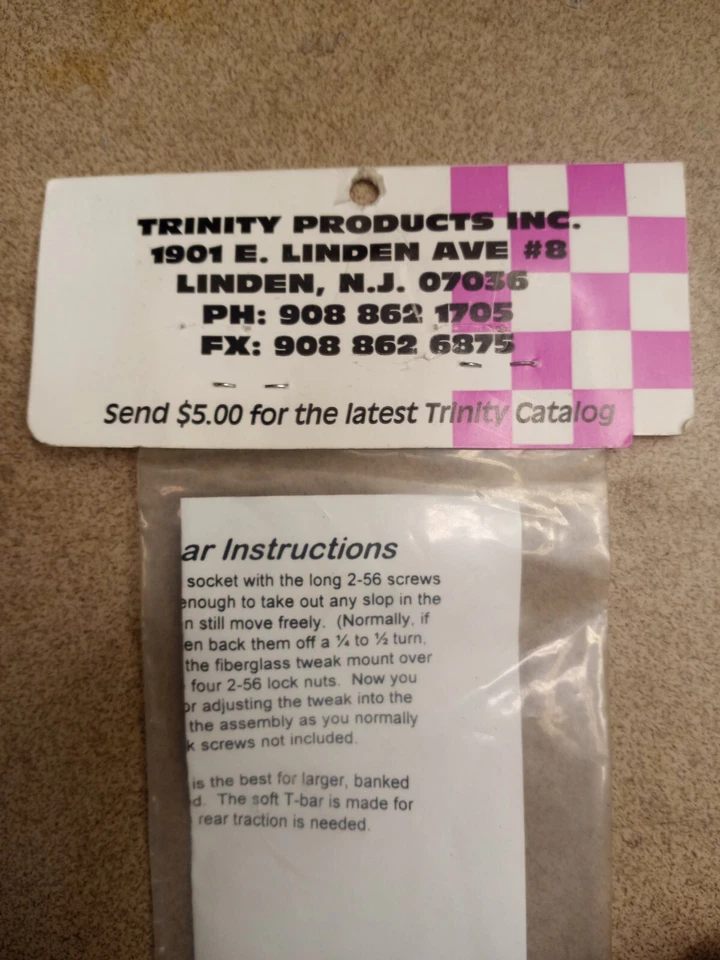 TRINITY PRODUCTS INC.
1901 E. LINDEN AVE #8
LINDEN, N.J. 07036
PH: 908 862 1705
FX: 908 862 6875
Send $5.00 for the latest Trinity Catalog
ar Instructions
socket with the long 2-56 screws
enough to take out any slop in the
n still move freely. (Normally, if
en back them off a ¼ to ½ turn,
the fiberglass tweak mount over
four 2-56 lock nuts. Now you
or adjusting the tweak into the
the assembly as you normally
k screws not included.
is the best for larger, banked
d. The soft T-bar is made for
rear traction is needed.